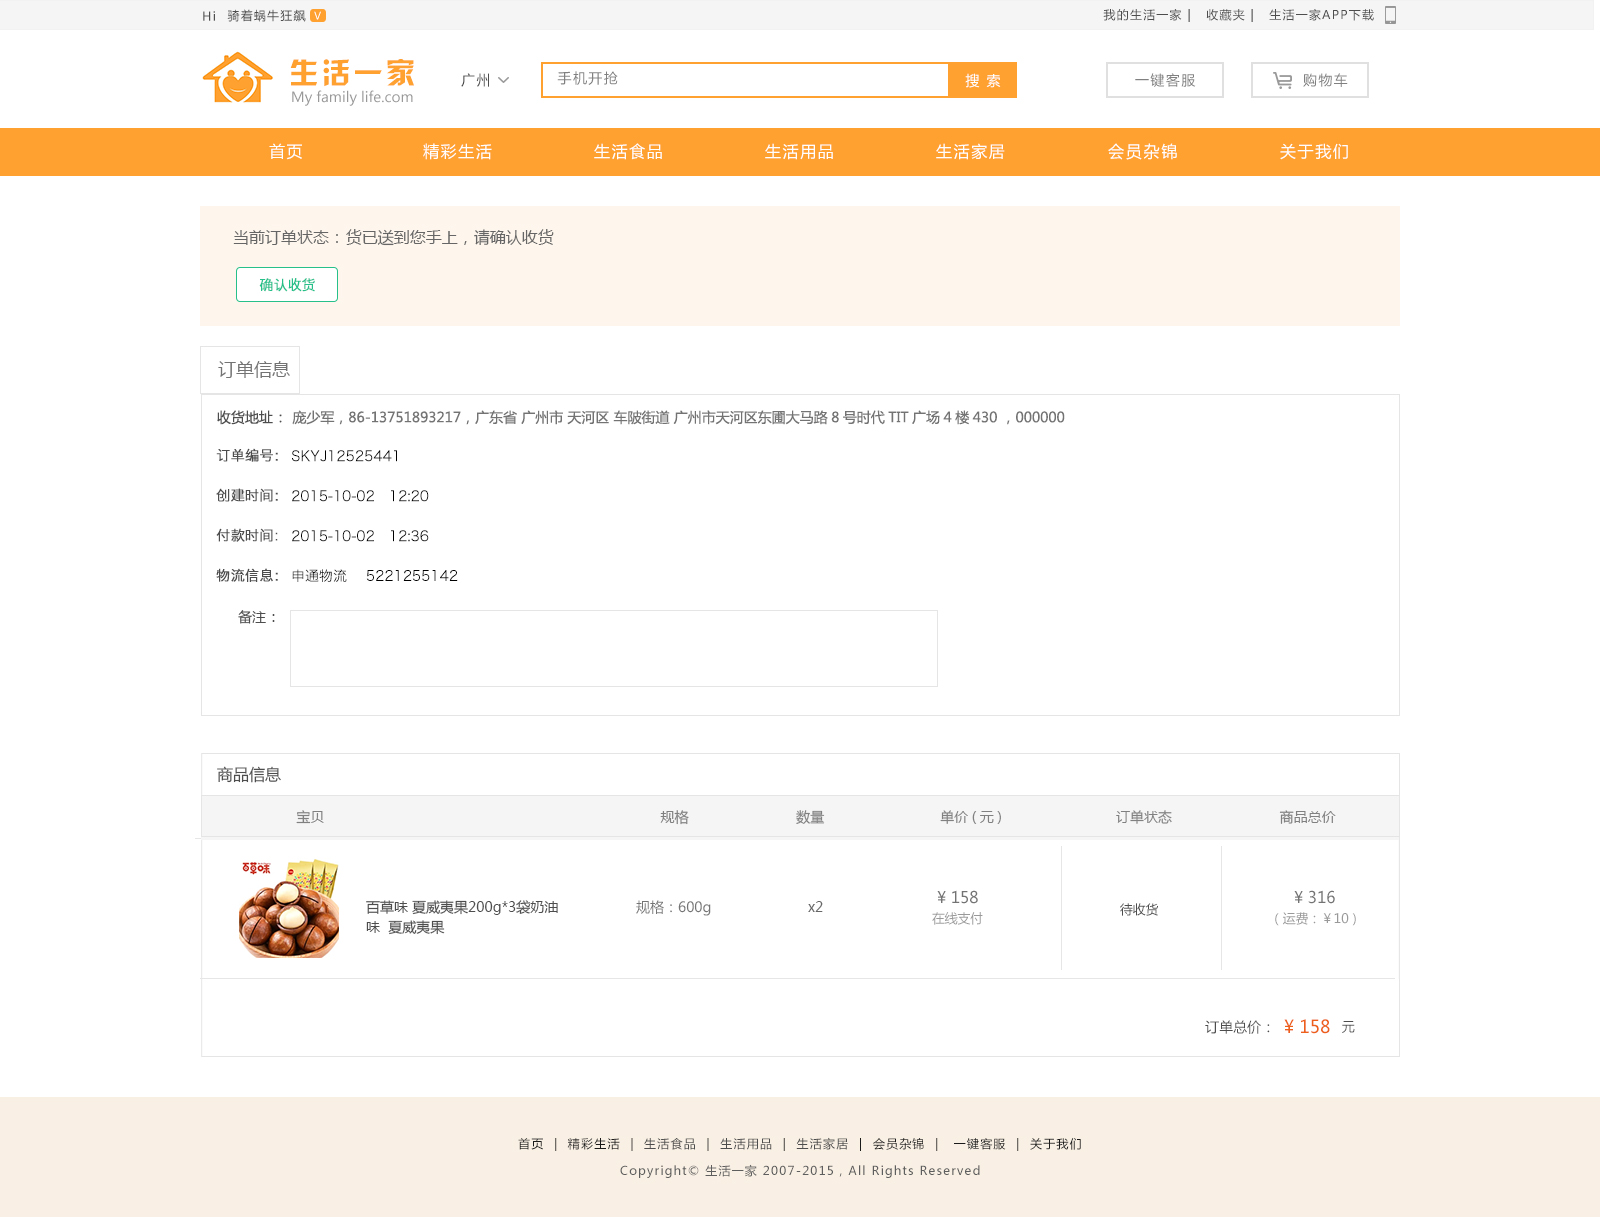 Hi 骑着蜗牛狂飙 V
我的生活一家 | 收藏夹 | 生活一家APP下载
生活一家
My family life.com
广州
手机开抢
搜 索
一键客服
购物车
首页 精彩生活 生活食品 生活用品 生活家居 会员杂锦 关于我们
当前订单状态：货已送到您手上，请确认收货
确认收货
订单信息
收货地址： 庞少军，86-13751893217，广东省 广州市 天河区 车陂街道 广州市天河区东圃大马路 8 号时代 TIT 广场 4 楼 430 ，000000
订单编号： SKYJ12525441
创建时间： 2015-10-02 12:20
付款时间： 2015-10-02 12:36
物流信息： 申通物流 5221255142
备注：
商品信息
宝贝 规格 数量 单价 ( 元 ) 订单状态 商品总价
百草味
百草味 夏威夷果200g*3袋奶油
味 夏威夷果
规格：600g
x2
¥ 158
在线支付
待收货
¥ 316
( 运费：¥ 10 )
订单总价： ¥ 158 元
首页 | 精彩生活 | 生活食品 | 生活用品 | 生活家居 | 会员杂锦 | 一键客服 | 关于我们
Copyright© 生活一家 2007-2015，All Rights Reserved